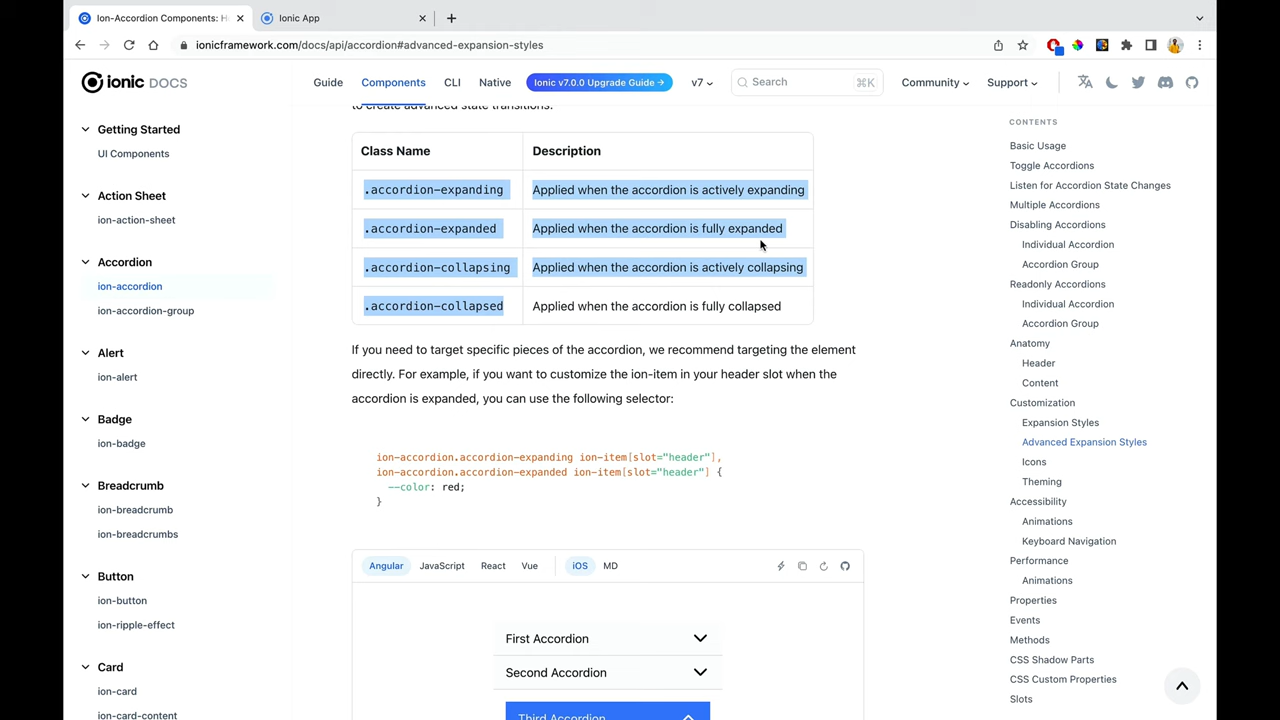 Ion-Accordion Components: H
Ionic App
ionicframework.com/docs/api/accordion#advanced-expansion-styles
ionic DOCS
Guide
Components
CLI
Native
Ionic v7.0.0 Upgrade Guide →
v7
Search
⌘K
Community
Support
Getting Started
UI Components
Action Sheet
ion-action-sheet
Accordion
ion-accordion
ion-accordion-group
Alert
ion-alert
Badge
ion-badge
Breadcrumb
ion-breadcrumb
ion-breadcrumbs
Button
ion-button
ion-ripple-effect
Card
ion-card
ion-card-content
to create advanced state transitions.
Class Name Description
.accordion-expanding Applied when the accordion is actively expanding
.accordion-expanded Applied when the accordion is fully expanded
.accordion-collapsing Applied when the accordion is actively collapsing
.accordion-collapsed Applied when the accordion is fully collapsed
If you need to target specific pieces of the accordion, we recommend targeting the element
directly. For example, if you want to customize the ion-item in your header slot when the
accordion is expanded, you can use the following selector:
ion-accordion.accordion-expanding ion-item[slot="header"],
ion-accordion.accordion-expanded ion-item[slot="header"] {
--color: red;
}
Angular JavaScript React Vue iOS MD
First Accordion
Second Accordion
Third Accordion
CONTENTS
Basic Usage
Toggle Accordions
Listen for Accordion State Changes
Multiple Accordions
Disabling Accordions
Individual Accordion
Accordion Group
Readonly Accordions
Individual Accordion
Accordion Group
Anatomy
Header
Content
Customization
Expansion Styles
Advanced Expansion Styles
Icons
Theming
Accessibility
Animations
Keyboard Navigation
Performance
Animations
Properties
Events
Methods
CSS Shadow Parts
CSS Custom Properties
Slots